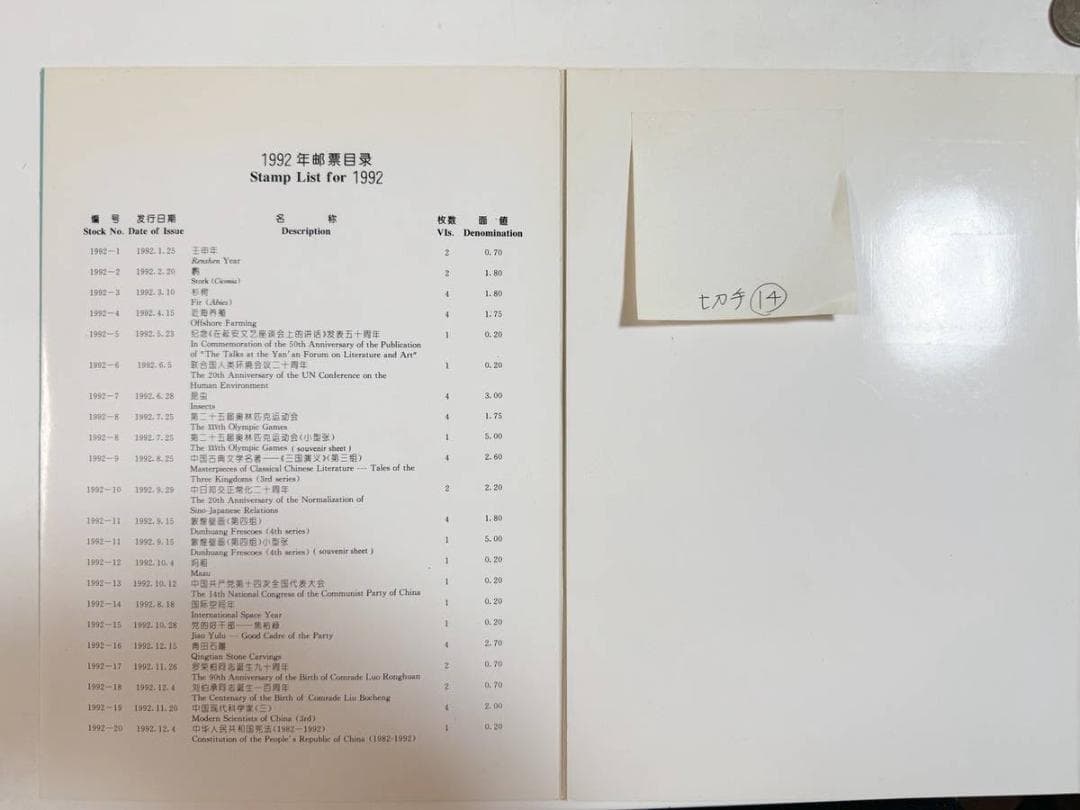 1992年邮票目录
Stamp List for 1992
编 号 发行日期 名 称 枚数 面 值
Stock No. Date of Issue Description Vls. Denomination
1992-1 1992.1.25 壬申年 2 0.70
Renshen Year
1992-2 1992.2.20 鹳 2 1.80
Stork (Ciconia)
1992-3 1992.3.10 杉树 4 1.80
Fir (Abies)
1992-4 1992.4.15 近海养殖 4 1.75
Offshore Farming
1992-5 1992.5.23 纪念《在延安文艺座谈会上的讲话》发表五十周年 1 0.20
In Commemoration of the 50th Anniversary of the Publication
of "The Talks at the Yan'an Forum on Literature and Art"
1992-6 1992.6.5 联合国人类环境会议二十周年 1 0.20
The 20th Anniversary of the UN Conference on the
Human Environment
1992-7 1992.6.28 昆虫 4 3.00
Insects
1992-8 1992.7.25 第二十五届奥林匹克运动会 4 1.75
The XXVth Olympic Games
1992-8 1992.7.25 第二十五届奥林匹克运动会(小型张) 1 5.00
The XXVth Olympic Games (souvenir sheet)
1992-9 1992.8.25 中国古典文学名著——《三国演义》(第三组) 4 2.60
Masterpieces of Classical Chinese Literature --- Tales of the
Three Kingdoms (3rd series)
1992-10 1992.9.29 中日邦交正常化二十周年 2 2.20
The 20th Anniversary of the Normalization of
Sino-Japanese Relations
1992-11 1992.9.15 敦煌壁画(第四组) 4 1.80
Dunhuang Frescoes (4th series)
1992-11 1992.9.15 敦煌壁画(第四组)小型张 1 5.00
Dunhuang Frescoes (4th series) (souvenir sheet)
1992-12 1992.10.4 妈祖 1 0.20
Mazu
1992-13 1992.10.12 中国共产党第十四次全国代表大会 1 0.20
The 14th National Congress of the Communist Party of China
1992-14 1992.8.18 国际空间年 1 0.20
International Space Year
1992-15 1992.10.28 党的好干部——焦裕禄 1 0.20
Jiao Yulu --- Good Cadre of the Party
1992-16 1992.12.15 青田石雕 4 2.70
Qingtian Stone Carvings
1992-17 1992.11.26 罗荣桓同志诞生九十周年 2 0.70
The 90th Anniversary of the Birth of Comrade Luo Ronghuan
1992-18 1992.12.4 刘伯承同志诞生一百周年 2 0.70
The Centenary of the Birth of Comrade Liu Bocheng
1992-19 1992.11.20 中国现代科学家(三) 4 2.00
Modern Scientists of China (3rd)
1992-20 1992.12.4 中华人民共和国宪法(1982-1992) 1 0.20
Constitution of the People's Republic of China (1982-1992)
切手 ⑭